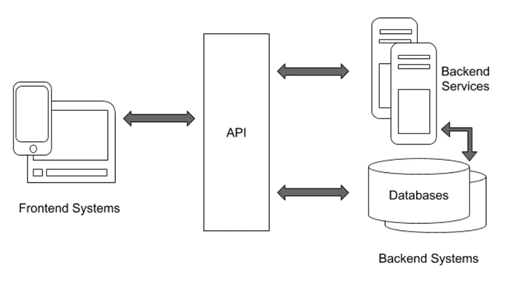 Frontend Systems
API
Backend
Services
Databases
Backend Systems